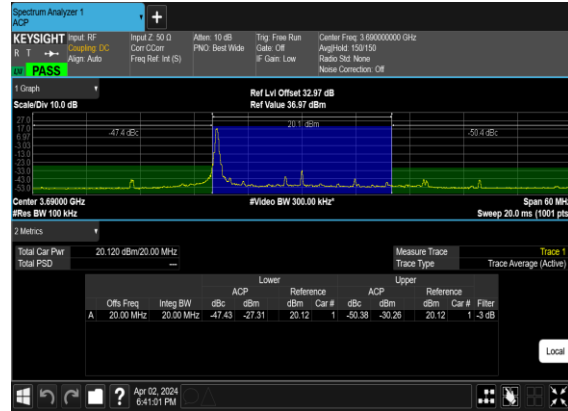 Spectrum Analyzer 1
ACP
KEYSIGHT Input: RF Input Z: 50 Ω Atten: 10 dB Trig: Free Run Center Freq: 3.690000000 GHz
R T Coupling: DC Corr CCorr PNO: Best Wide Gate: Off Avg|Hold: 150/150
Align: Auto Freq Ref: Int (S) IF Gain: Low Radio Std: None
PASS Noise Correction: Off
1 Graph Ref Lvl Offset 32.97 dB
Scale/Div 10.0 dB Ref Value 36.97 dBm
27.0
17.0 -47.4 dBc 20.1 dBm -50.4 dBc
6.97
-3.03
-13.0
-23.0
-33.0
-43.0
-53.0
Center 3.69000 GHz #Video BW 300.00 kHz* Span 60 MHz
#Res BW 100 kHz Sweep 20.0 ms (1001 pts
2 Metrics
Total Car Pwr 20.120 dBm/20.00 MHz Measure Trace Trace 1
Total PSD --- Trace Type Trace Average (Active)
Lower Upper
ACP Reference ACP Reference
Offs Freq Integ BW dBc dBm dBm Car # dBc dBm dBm Car # Filter
A 20.00 MHz 20.00 MHz -47.43 -27.31 20.12 1 -50.38 -30.26 20.12 1 -3 dB
Local
? Apr 02, 2024
6:41:01 PM